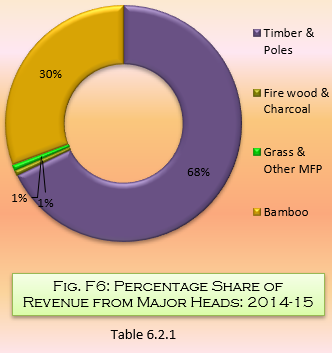 30%
68%
1%
1%
Timber &
Poles
Fire wood &
Charcoal
Grass &
Other MFP
Bamboo
Fig. F6: Percentage Share of
Revenue from Major Heads: 2014-15
Table 6.2.1